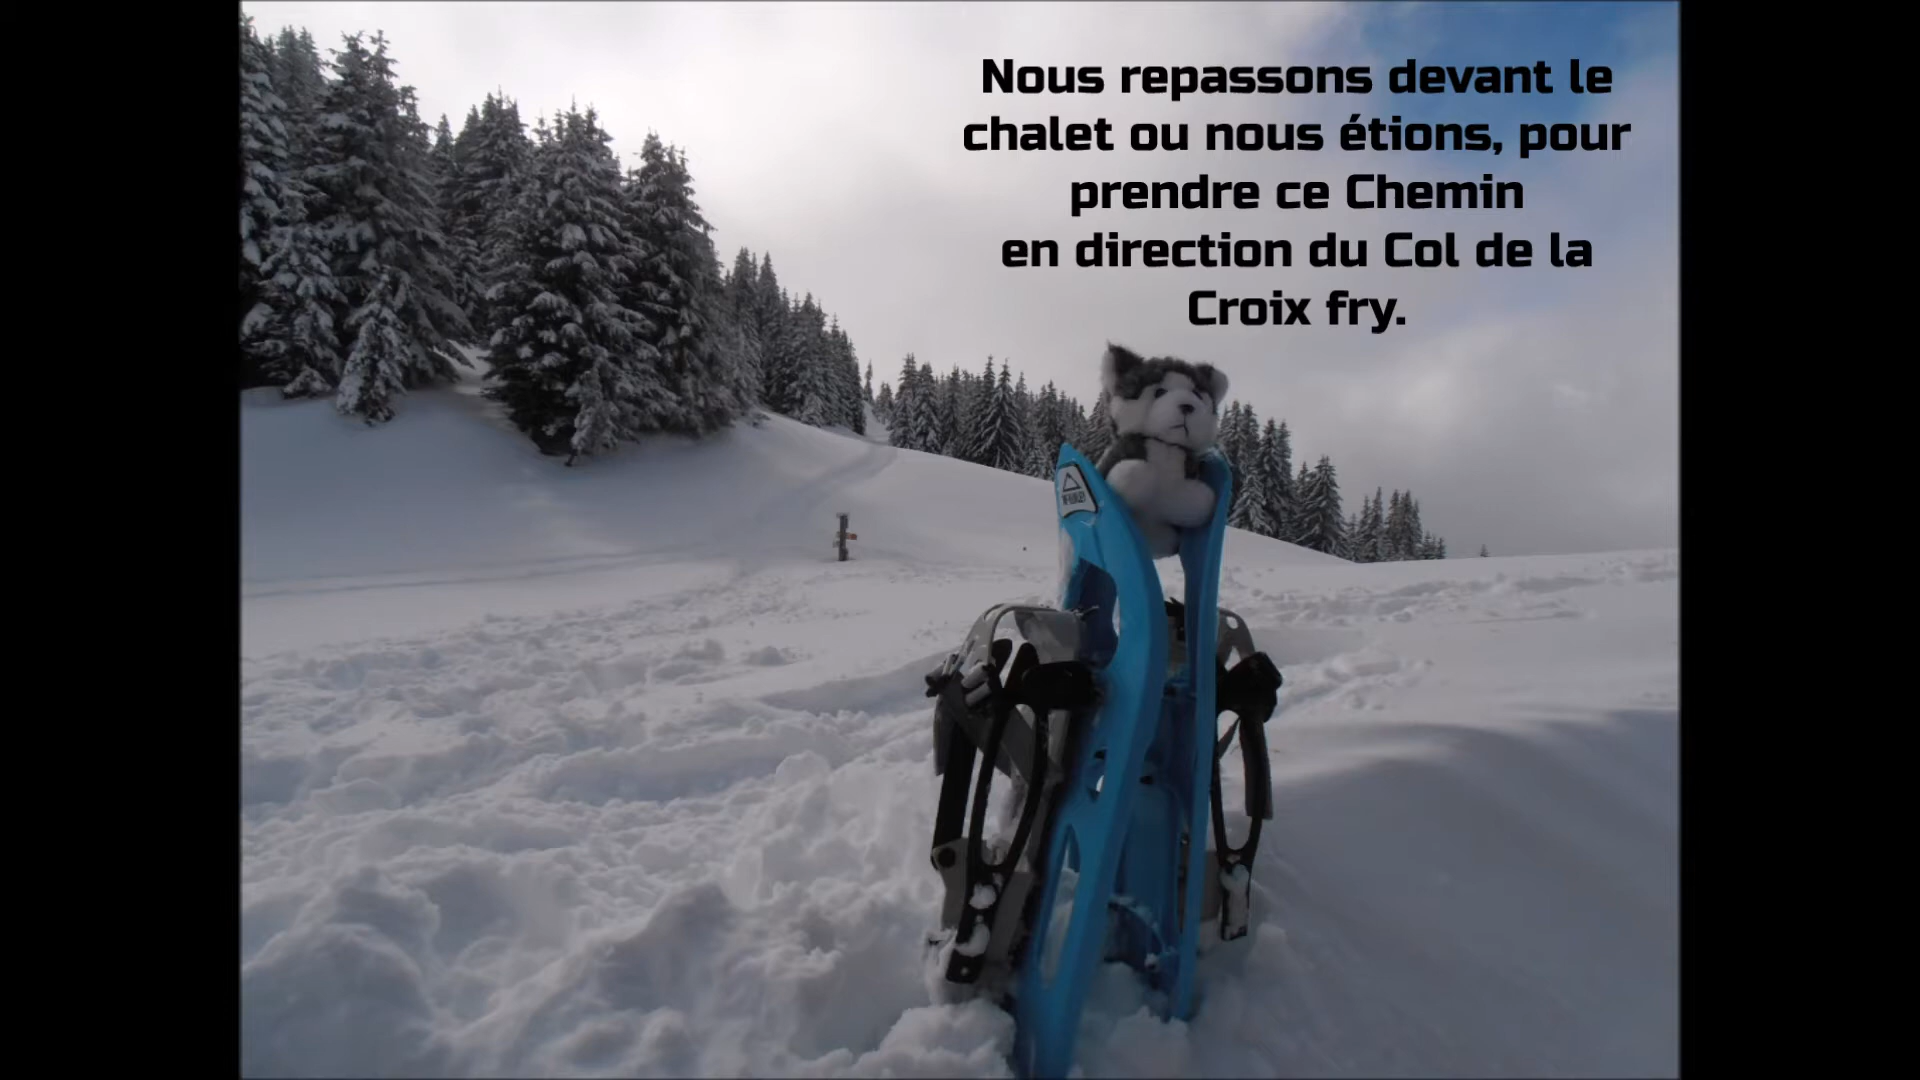 Nous repassons devant le
chalet ou nous étions, pour
prendre ce Chemin
en direction du Col de la
Croix fry.